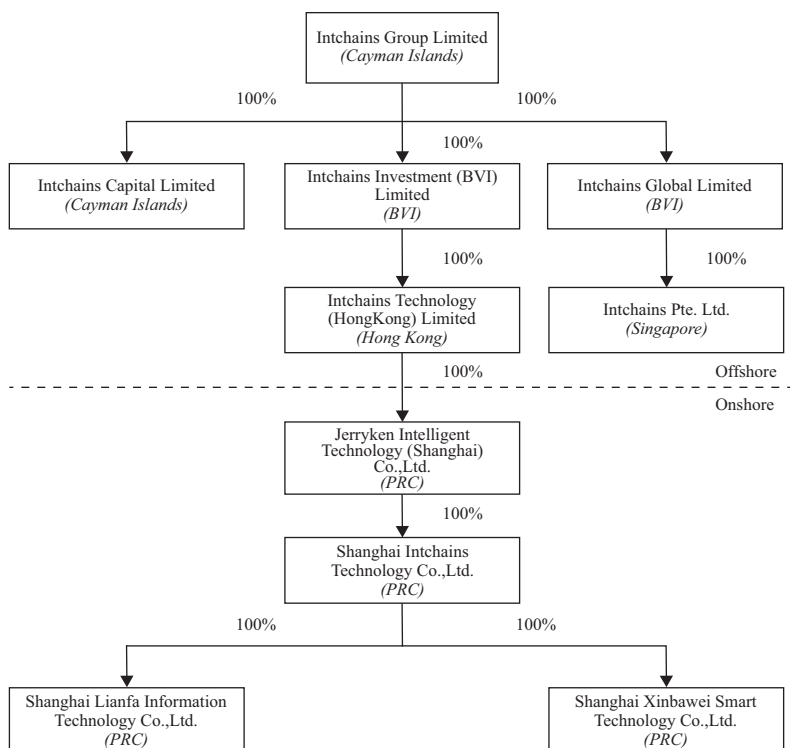 Intchains Group Limited
(Cayman Islands)
100%
100%
100%
Intchains Capital Limited
(Cayman Islands)
Intchains Investment (BVI)
Limited
(BVI)
Intchains Global Limited
(BVI)
100%
100%
Intchains Technology
(HongKong) Limited
(Hong Kong)
Intchains Pte. Ltd.
(Singapore)
100%
Offshore
Onshore
Jerryken Intelligent
Technology (Shanghai)
Co.,Ltd.
(PRC)
100%
Shanghai Intchains
Technology Co.,Ltd.
(PRC)
100%
100%
Shanghai Lianfa Information
Technology Co.,Ltd.
(PRC)
Shanghai Xinbawei Smart
Technology Co.,Ltd.
(PRC)